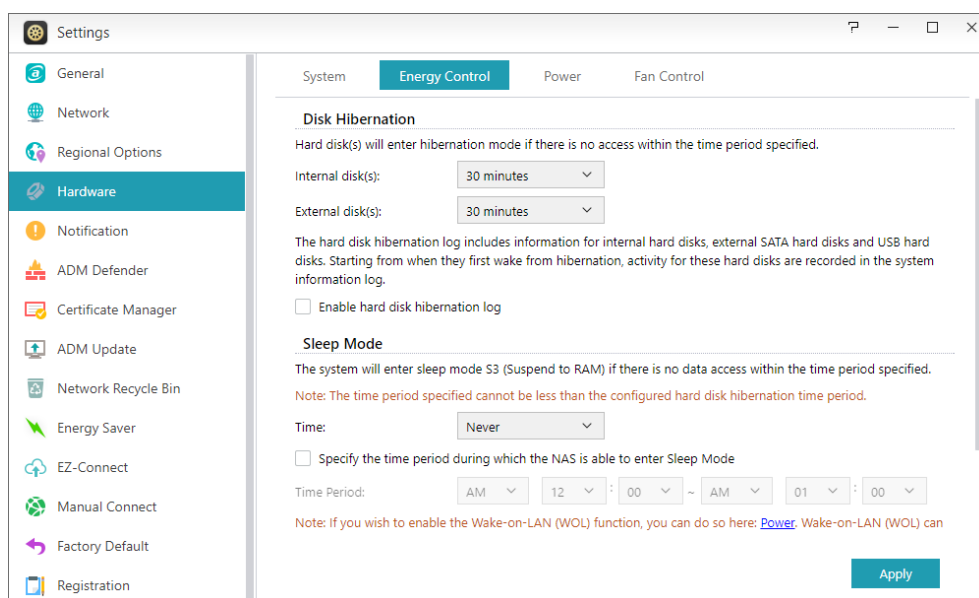 Settings
General
Network
Regional Options
Hardware
Notification
ADM Defender
Certificate Manager
ADM Update
Network Recycle Bin
Energy Saver
EZ-Connect
Manual Connect
Factory Default
Registration
System Energy Control Power Fan Control
Disk Hibernation
Hard disk(s) will enter hibernation mode if there is no access within the time period specified.
Internal disk(s): 30 minutes
External disk(s): 30 minutes
The hard disk hibernation log includes information for internal hard disks, external SATA hard disks and USB hard
disks. Starting from when they first wake from hibernation, activity for these hard disks are recorded in the system
information log.
Enable hard disk hibernation log
Sleep Mode
The system will enter sleep mode S3 (Suspend to RAM) if there is no data access within the time period specified.
Note: The time period specified cannot be less than the configured hard disk hibernation time period.
Time: Never
Specify the time period during which the NAS is able to enter Sleep Mode
Time Period: AM 12 : 00 ~ AM 01 : 00
Note: If you wish to enable the Wake-on-LAN (WOL) function, you can do so here: Power. Wake-on-LAN (WOL) can
Apply